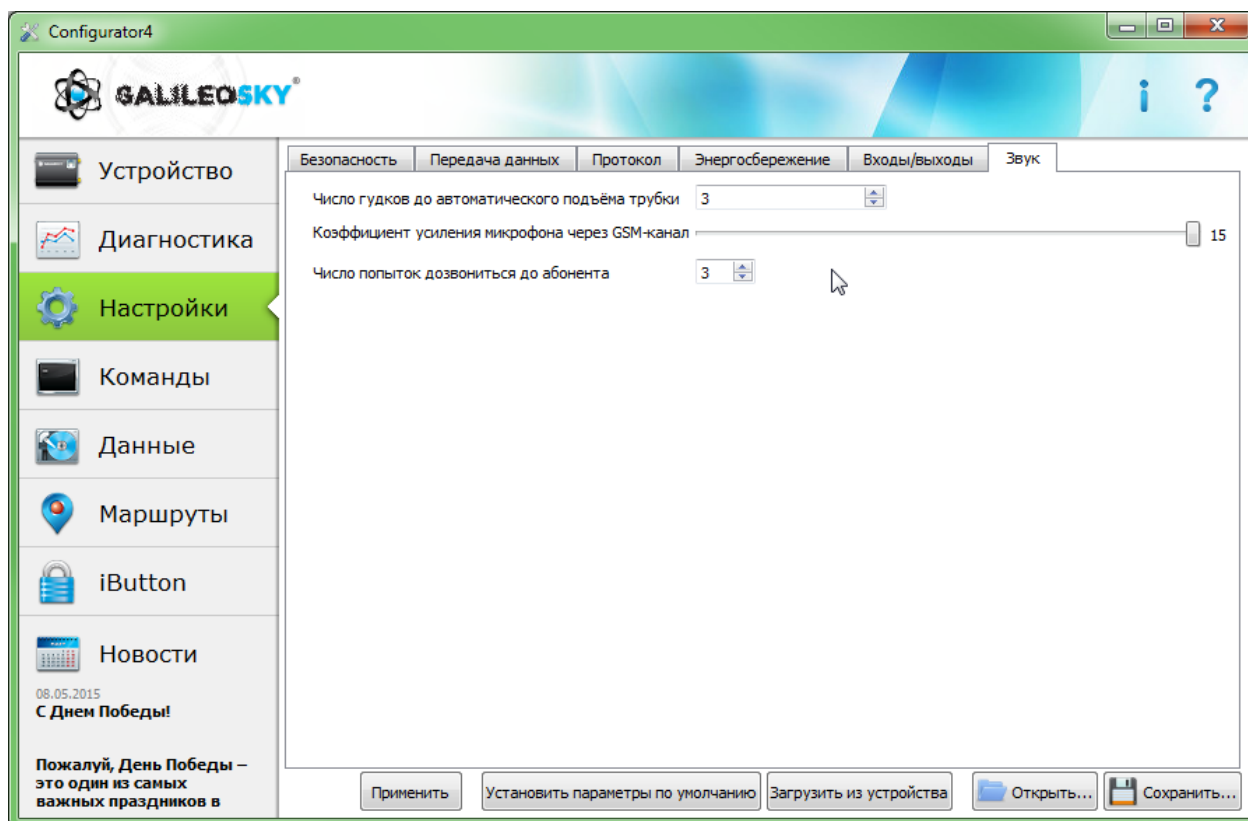 Configurator4
GALILEOSKY®
Устройство
Диагностика
Настройки
Команды
Данные
Маршруты
iButton
Новости
08.05.2015
С Днем Победы!
Пожалуй, День Победы –
это один из самых
важных праздников в
Безопасность Передача данных Протокол Энергосбережение Входы/выходы Звук
Число гудков до автоматического подъёма трубки 3
Коэффициент усиления микрофона через GSM-канал 15
Число попыток дозвониться до абонента 3
Применить Установить параметры по умолчанию Загрузить из устройства Открыть... Сохранить...